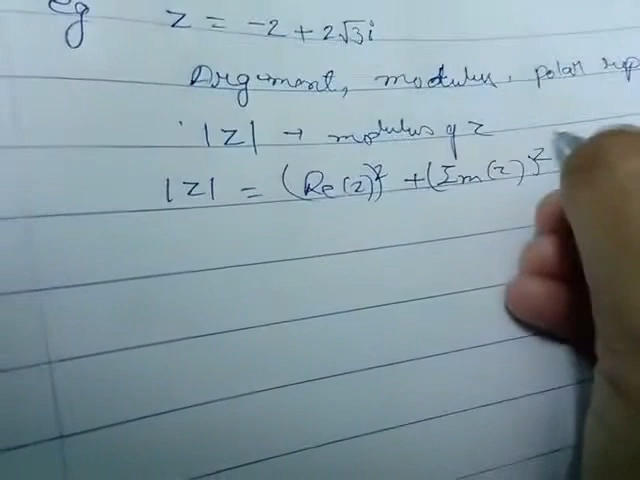 eg z = -2 + 2√3i
Argument, modulus, polar rep
|z| → modulus of z
|z| = (Re(z))² + (Im(z))²